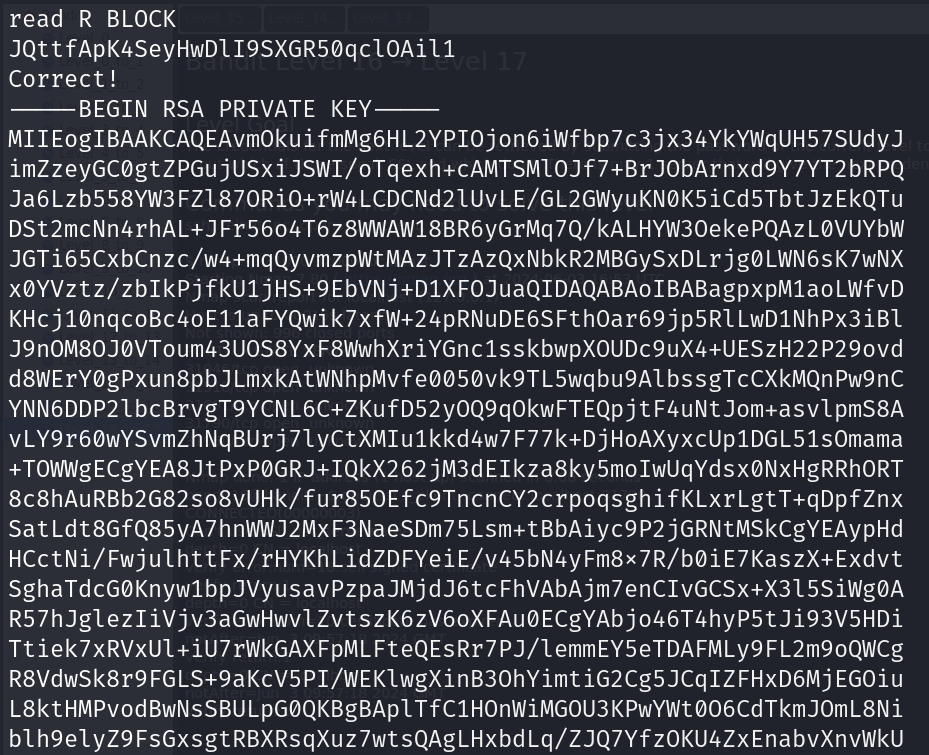 read R BLOCK
JQttfApK4SeyHwDlI9SXGR50qclOAil1
Correct!
-----BEGIN RSA PRIVATE KEY-----
MIIEogIBAAKCAQEAvmOkuifmMg6HL2YPIOjon6iWfbp7c3jx34YkYWqUH57SUdyJ
imZzeyGC0gtZPGujUSxiJSWI/oTqexh+cAMTSMlOJf7+BrJObArnxd9Y7YT2bRPQ
Ja6Lzb558YW3FZl87ORiO+rW4LCDCNd2lUvLE/GL2GWyuKN0K5iCd5TbtJzEkQTu
DSt2mcNn4rhAL+JFr56o4T6z8WWAW18BR6yGrMq7Q/kALHYW3OekePQAzL0VUYbW
JGTi65CxbCnzc/w4+mqQyvmzpWtMAzJTzAzQxNbkR2MBGySxDLrjg0LWN6sK7wNX
x0YVztz/zbIkPjfkU1jHS+9EbVNj+D1XFOJuaQIDAQABAoIBABagpxpM1aoLWfvD
KHcj10nqcoBc4oE11aFYQwik7xfW+24pRNuDE6SFthOar69jp5RlLwD1NhPx3iBl
J9nOM8OJ0VToum43UOS8YxF8WwhXriYGnc1sskbwpXOUDc9uX4+UESzH22P29ovd
d8WErY0gPxun8pbJLmxkAtWNhpMvfe0050vk9TL5wqbu9AlbssgTcCXkMQnPw9nC
YNN6DDP2lbcBrvgT9YCNL6C+ZKufD52yOQ9qOkwFTEQpjtF4uNtJom+asvlpmS8A
vLY9r60wYSvmZhNqBUrj7lyCtXMIu1kkd4w7F77k+DjHoAXyxcUp1DGL51sOmama
+TOWWgECgYEA8JtPxP0GRJ+IQkX262jM3dEIkza8ky5moIwUqYdsx0NxHgRRhORT
8c8hAuRBb2G82so8vUHk/fur85OEfc9TncnCY2crpoqsghifKLxrLgtT+qDpfZnx
SatLdt8GfQ85yA7hnWWJ2MxF3NaeSDm75Lsm+tBbAiyc9P2jGRNtMSkCgYEAypHd
HCctNi/FwjulhttFx/rHYKhLidZDFYeiE/v45bN4yFm8×7R/b0iE7KaszX+Exdvt
SghaTdcG0Knyw1bpJVyusavPzpaJMjdJ6tcFhVAbAjm7enCIvGCSx+X3l5SiWg0A
R57hJglezIiVjv3aGwHwvlZvtszK6zV6oXFAu0ECgYAbjo46T4hyP5tJi93V5HDi
Ttiek7xRVxUl+iU7rWkGAXFpMLFteQEsRr7PJ/lemmEY5eTDAFMLy9FL2m9oQWCg
R8VdwSk8r9FGLS+9aKcV5PI/WEKlwgXinB3OhYimtiG2Cg5JCqIZFHxD6MjEGOiu
L8ktHMPvodBwNsSBULpG0QKBgBAplTfC1HOnWiMGOU3KPwYWt0O6CdTkmJOmL8Ni
blh9elyZ9FsGxsgtRBXRsqXuz7wtsQAgLHxbdLq/ZJQ7YfzOKU4ZxEnabvXnvWkU